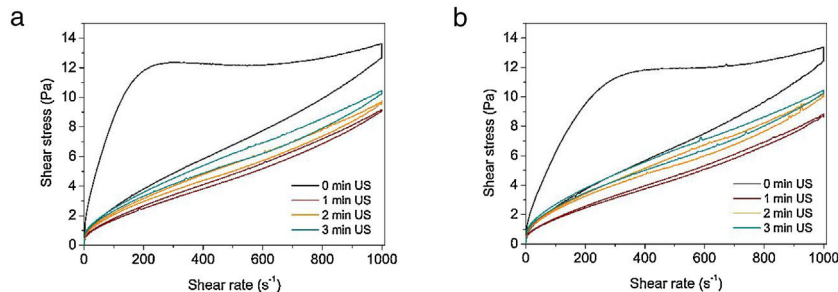 a
14
12
10
8
6
4
2
0
Shear stress (Pa)
0 min US
1 min US
2 min US
3 min US
0 200 400 600 800 1000
Shear rate (s⁻¹)
b
14
12
10
8
6
4
2
0
Shear stress (Pa)
0 min US
1 min US
2 min US
3 min US
0 200 400 600 800 1000
Shear rate (s⁻¹)